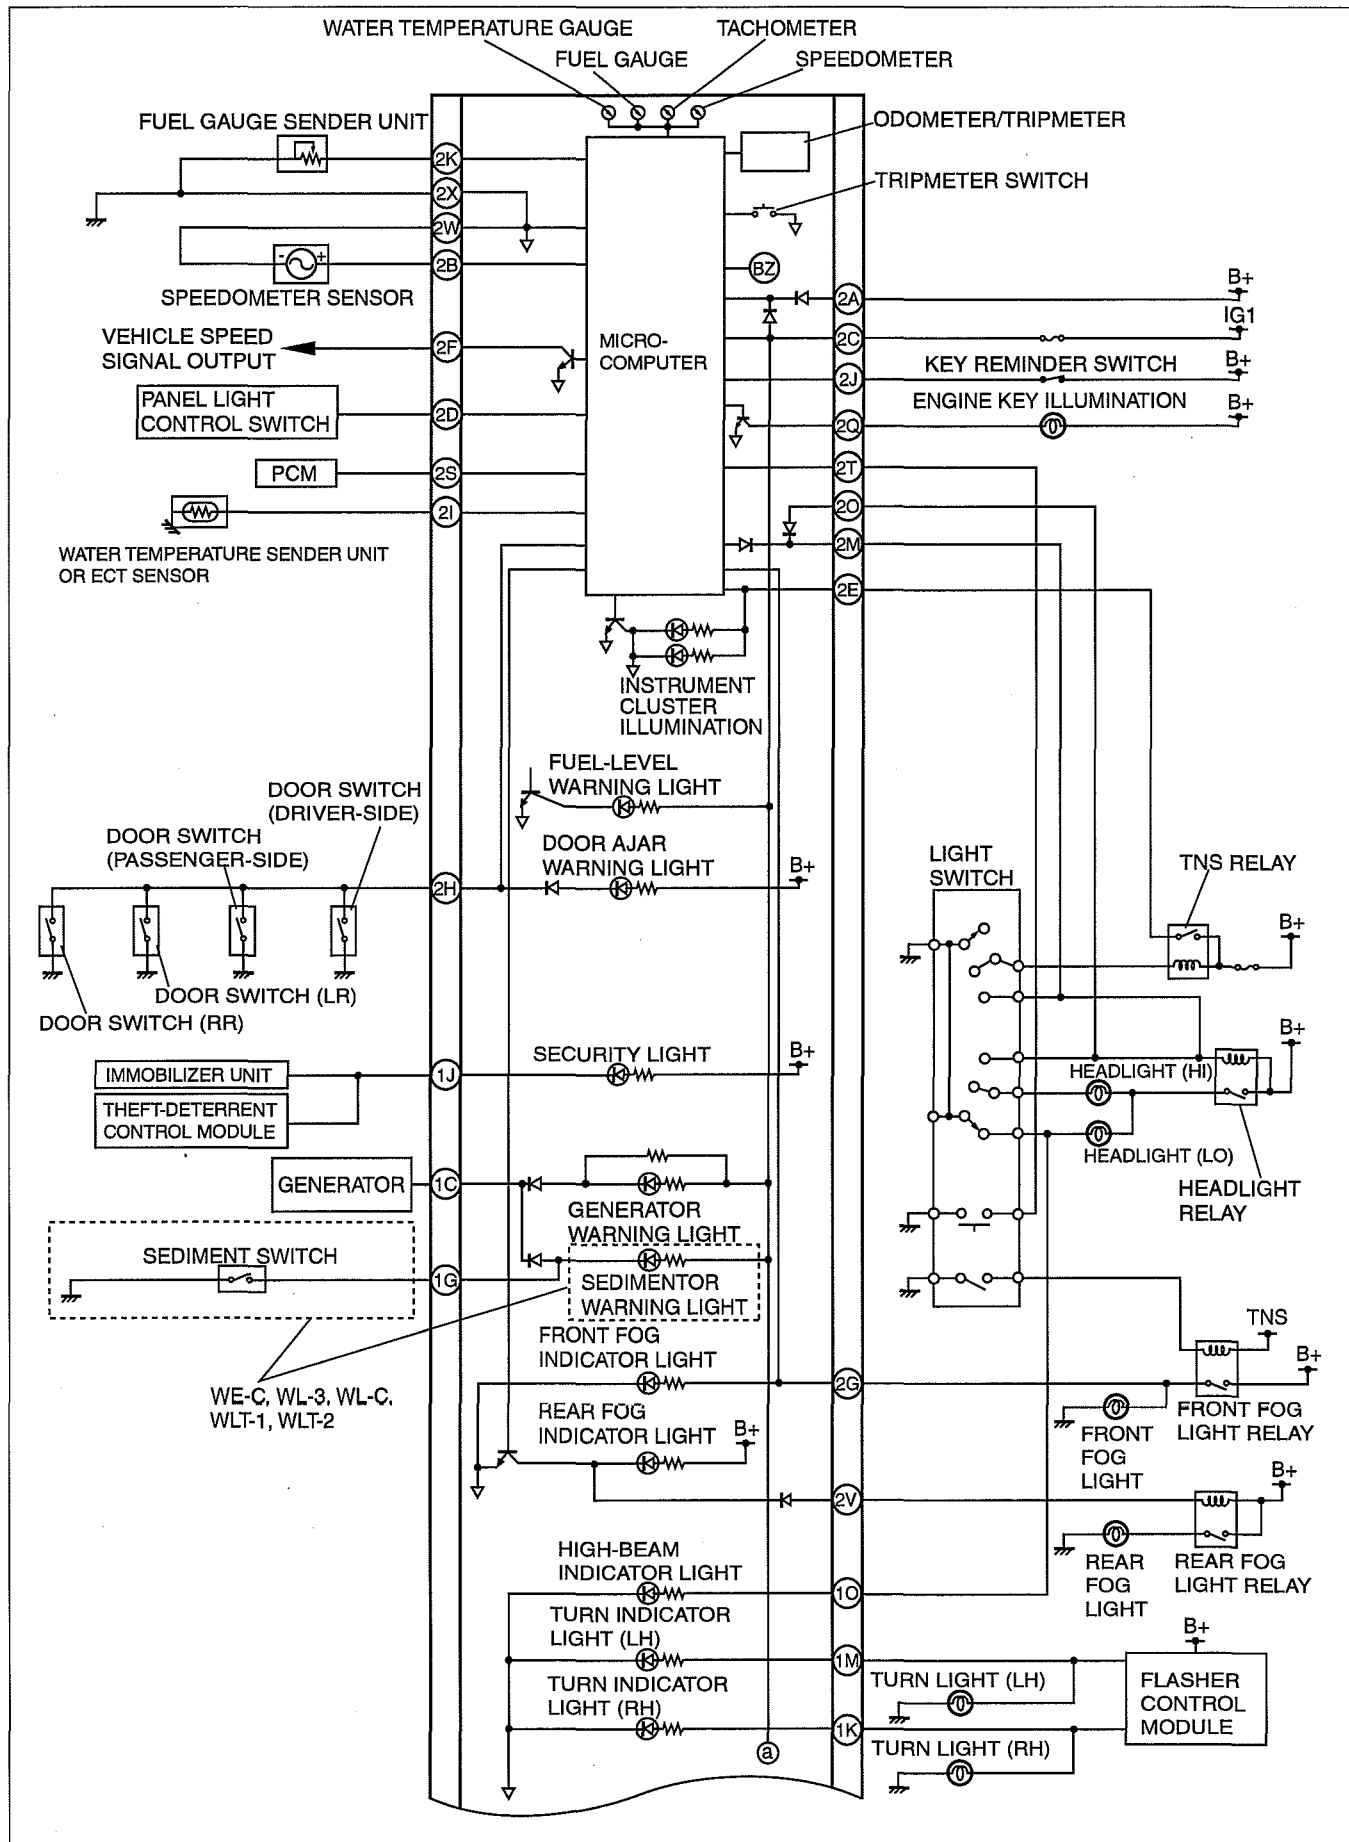 WATER TEMPERATURE GAUGE
TACHOMETER
FUEL GAUGE
SPEEDOMETER
FUEL GAUGE SENDER UNIT
ODOMETER/TRIPMETER
2K
2X
TRIPMETER SWITCH
2W
- +
2B
BZ
SPEEDOMETER SENSOR
2A
B+
IG1
VEHICLE SPEED
SIGNAL OUTPUT
2F
MICRO-
COMPUTER
2C
KEY REMINDER SWITCH
B+
2J
PANEL LIGHT
CONTROL SWITCH
2D
ENGINE KEY ILLUMINATION
B+
2Q
PCM
2S
2T
2I
2O
WATER TEMPERATURE SENDER UNIT
OR ECT SENSOR
2M
2E
INSTRUMENT
CLUSTER
ILLUMINATION
FUEL-LEVEL
WARNING LIGHT
DOOR SWITCH
(DRIVER-SIDE)
DOOR SWITCH
(PASSENGER-SIDE)
DOOR AJAR
WARNING LIGHT
B+
2H
LIGHT
SWITCH
TNS RELAY
B+
DOOR SWITCH (LR)
DOOR SWITCH (RR)
B+
SECURITY LIGHT
B+
IMMOBILIZER UNIT
1J
THEFT-DETERRENT
CONTROL MODULE
HEADLIGHT (HI)
HEADLIGHT (LO)
HEADLIGHT
RELAY
GENERATOR
1C
GENERATOR
WARNING LIGHT
SEDIMENT SWITCH
1G
SEDIMENTOR
WARNING LIGHT
WE-C, WL-3, WL-C,
WLT-1, WLT-2
FRONT FOG
INDICATOR LIGHT
TNS
B+
2G
FRONT FOG
LIGHT RELAY
FRONT
FOG
LIGHT
REAR FOG
INDICATOR LIGHT
B+
B+
2V
REAR
FOG
LIGHT
REAR FOG
LIGHT RELAY
HIGH-BEAM
INDICATOR LIGHT
1O
TURN INDICATOR
LIGHT (LH)
1M
B+
TURN LIGHT (LH)
FLASHER
CONTROL
MODULE
TURN INDICATOR
LIGHT (RH)
1K
TURN LIGHT (RH)
a